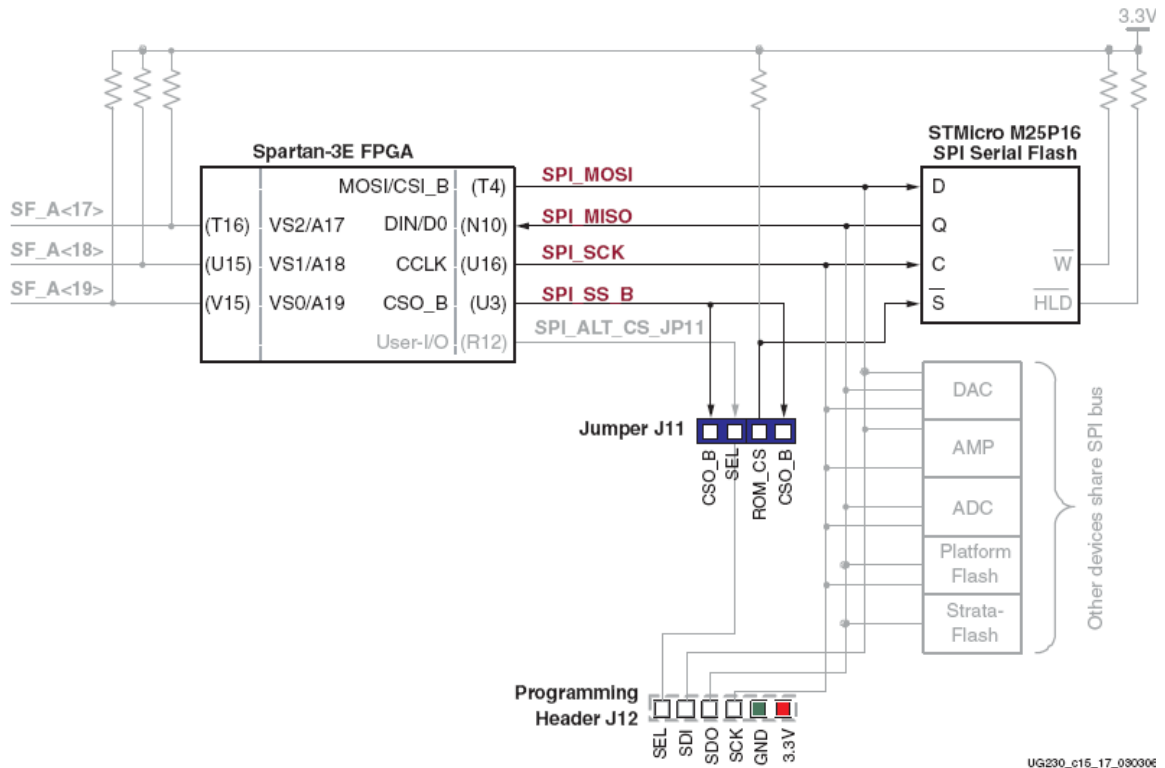 3.3V
STMicro M25P16
SPI Serial Flash
Spartan-3E FPGA
MOSI/CSI_B (T4) SPI_MOSI D
SF_A<17> (T16) VS2/A17 DIN/D0 (N10) SPI_MISO Q
SF_A<18> (U15) VS1/A18 CCLK (U16) SPI_SCK C W
SF_A<19> (V15) VS0/A19 CSO_B (U3) SPI_SS_B S HLD
User-I/O (R12) SPI_ALT_CS_JP11
DAC
Jumper J11
AMP
CSO_B
SEL
ROM_CS
CSO_B
ADC
Platform
Flash
Strata-
Flash
Other devices share SPI bus
Programming
Header J12
SEL
SDI
SDO
SCK
GND
3.3V
UG230_c15_17_030306